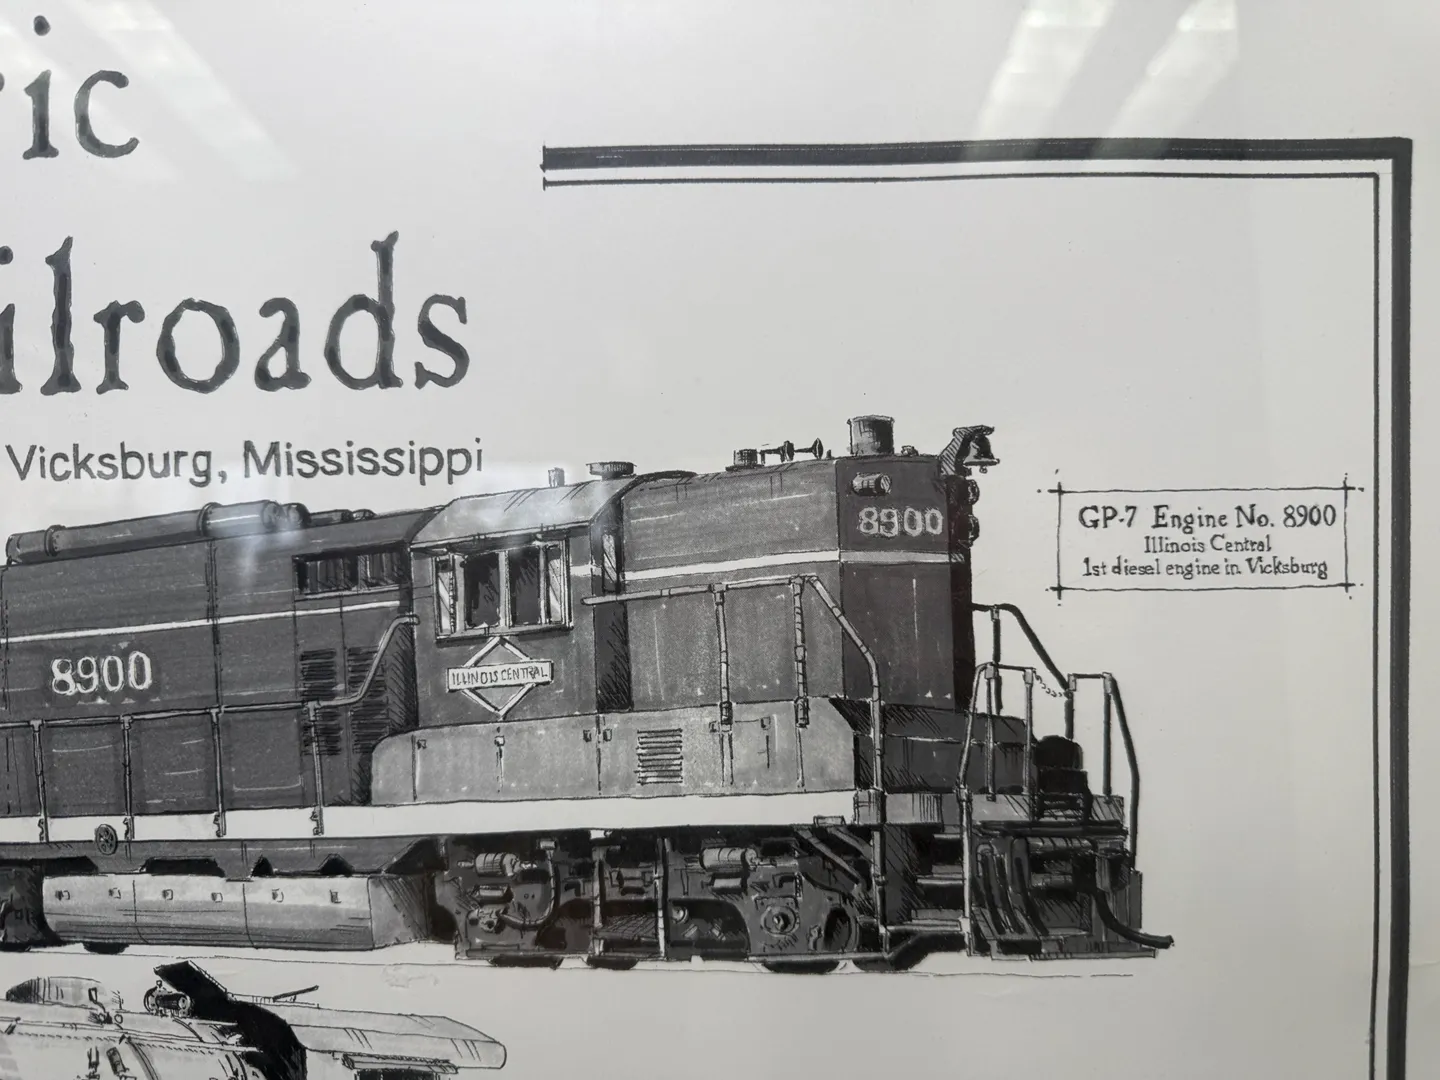 ric
ilroads
Vicksburg, Mississippi
8900
GP-7 Engine No. 8900
Illinois Central
1st diesel engine in Vicksburg
8900
ILLINOIS CENTRAL